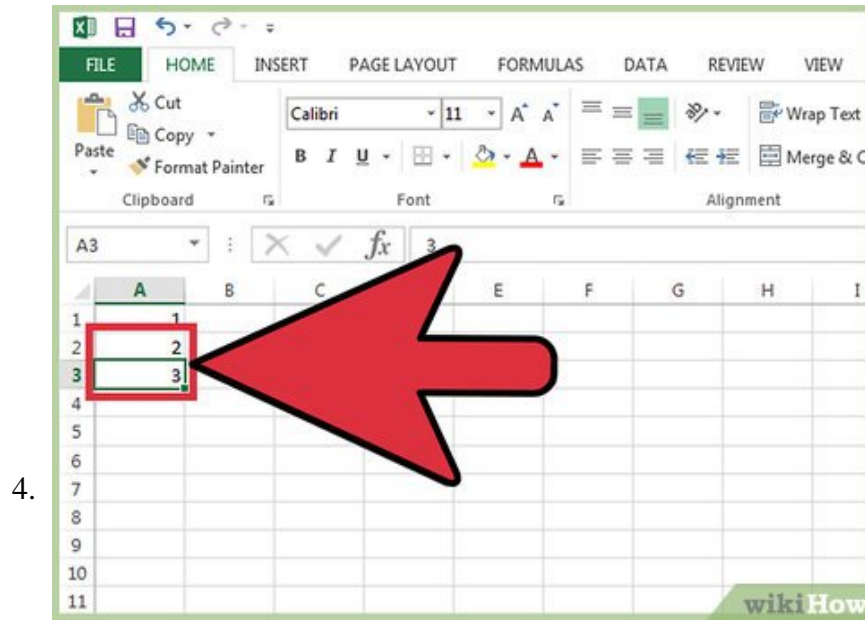 FILE HOME INSERT PAGE LAYOUT FORMULAS DATA REVIEW VIEW
Cut
Copy
Format Painter
Paste
Calibri 11 A A Wrap Text
B I U A Merge & C
Clipboard Font Alignment
A3 fx 3
A B C E F G H I
1 1
2 2
3 3
4
5
6
4. 7
8
9
10
11
wikiHow